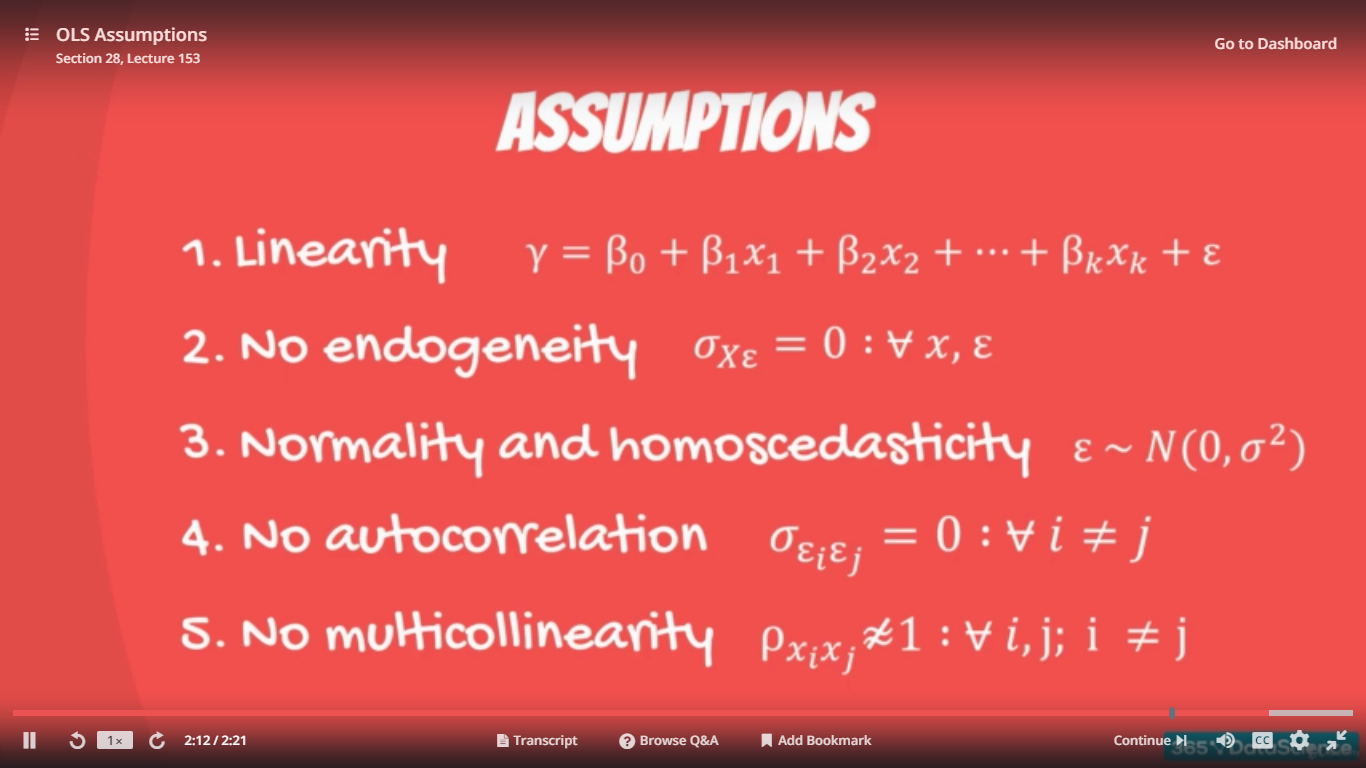 OLS Assumptions
Section 28, Lecture 153
Go to Dashboard
ASSUMPTIONS
1. Linearity γ = β₀ + β₁x₁ + β₂x₂ + ⋯ + βₖxₖ + ε
2. No endogeneity σ_Xε = 0 : ∀ x, ε
3. Normality and homoscedasticity ε ~ N(0, σ²)
4. No autocorrelation σ_εᵢεⱼ = 0 : ∀ i ≠ j
5. No multicollinearity ρ_xᵢxⱼ ≉ 1 : ∀ i, j; i ≠ j
1× 2:12 / 2:21 Transcript Browse Q&A Add Bookmark Continue CC
365 DataScience